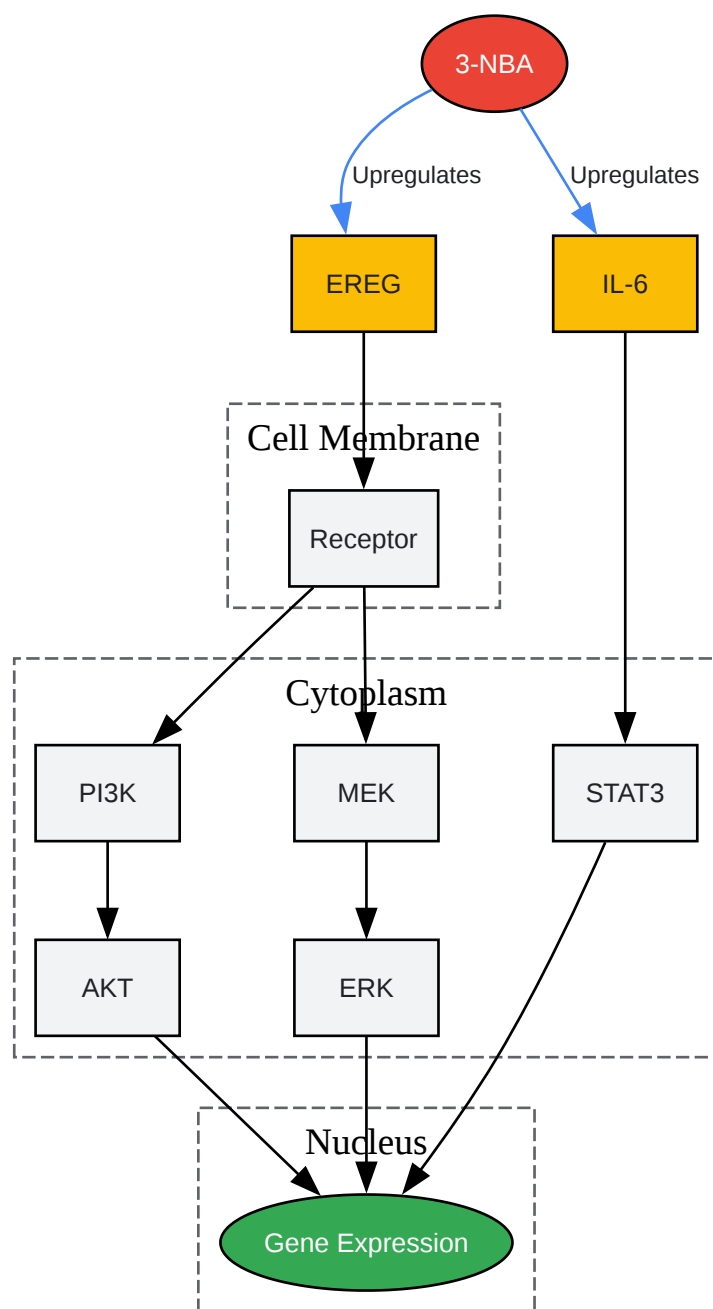 3-NBA
Upregulates
Upregulates
EREG
IL-6
Cell Membrane
Receptor
Cytoplasm
PI3K
MEK
STAT3
AKT
ERK
Nucleus
Gene Expression